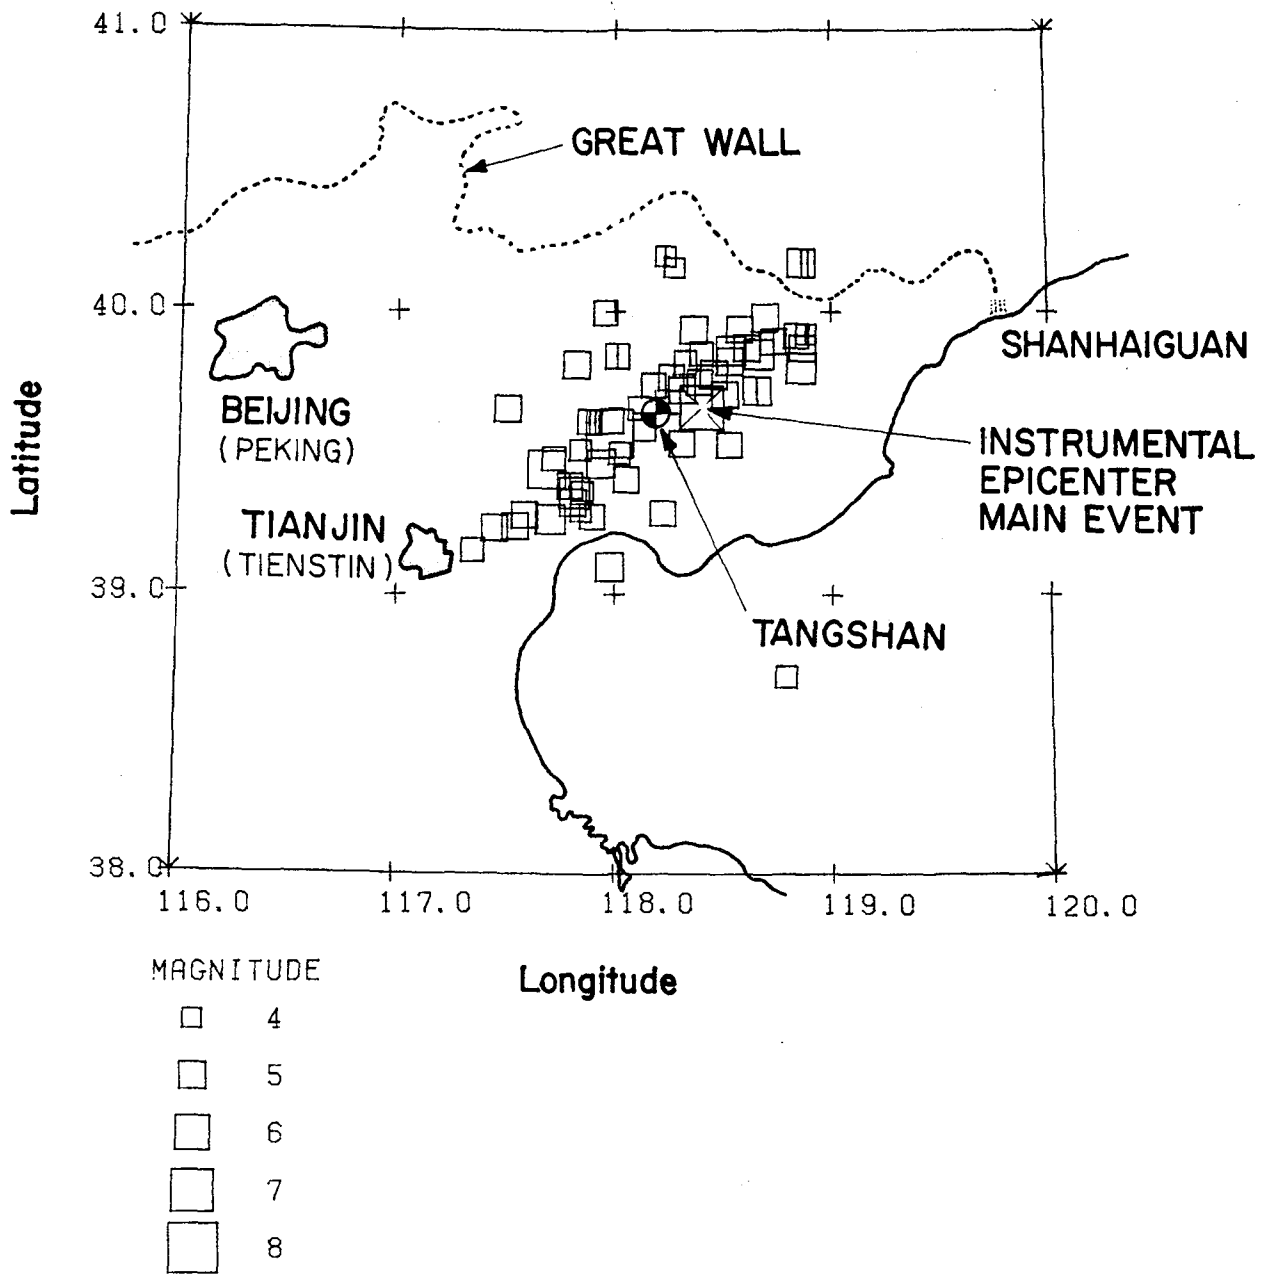 41.0
GREAT WALL
40.0
SHANHAIGUAN
BEIJING
(PEKING)
INSTRUMENTAL
EPICENTER
MAIN EVENT
Latitude
TIANJIN
(TIENSTIN)
39.0
TANGSHAN
38.0
116.0 117.0 118.0 119.0 120.0
Longitude
MAGNITUDE
4
5
6
7
8